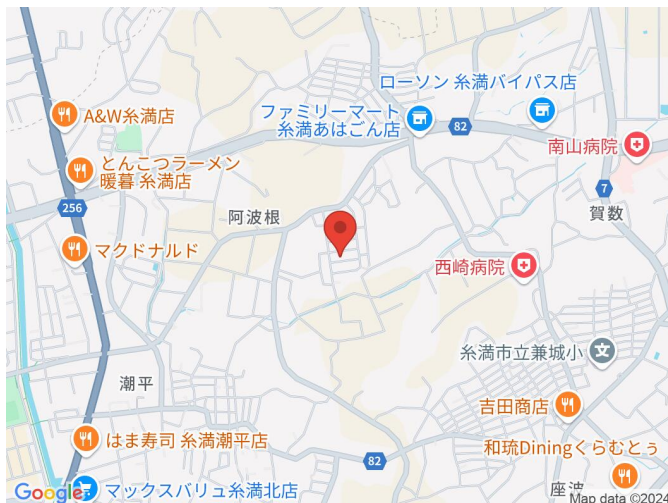 ローソン 糸満バイパス店
A&W糸満店
ファミリーマート
糸満あはごん店
82
南山病院
とんこつラーメン
暖暮 糸満店
7
256
阿波根
賀数
マクドナルド
西崎病院
糸満市立兼城小
潮平
吉田商店
はま寿司 糸満潮平店
82
和琉Diningくらむとぅ
マックスバリュ糸満北店
座波
Google
Map data ©2024